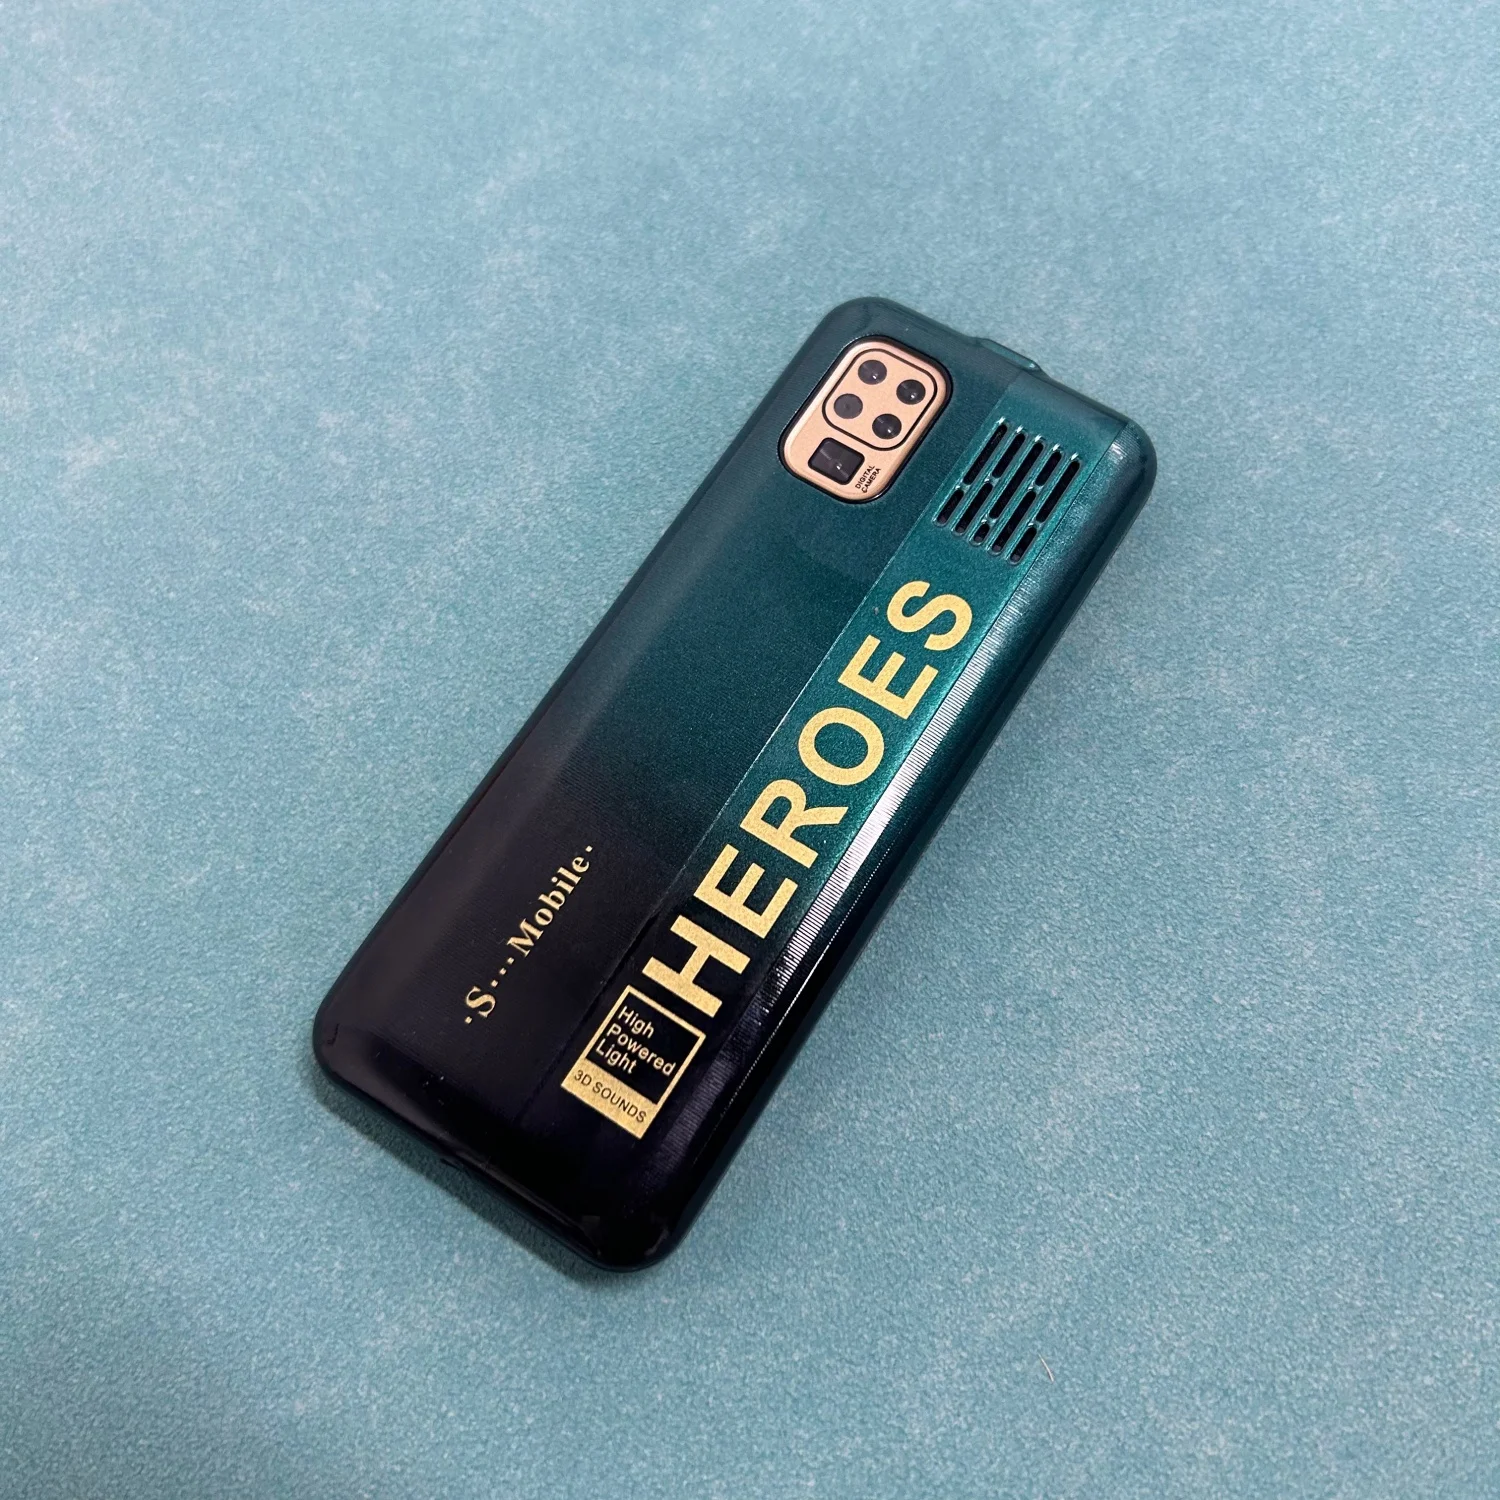 DIGITAL
CAMERA
HEROES
·S···Mobile·
High
Powered
Light
3D SOUNDS